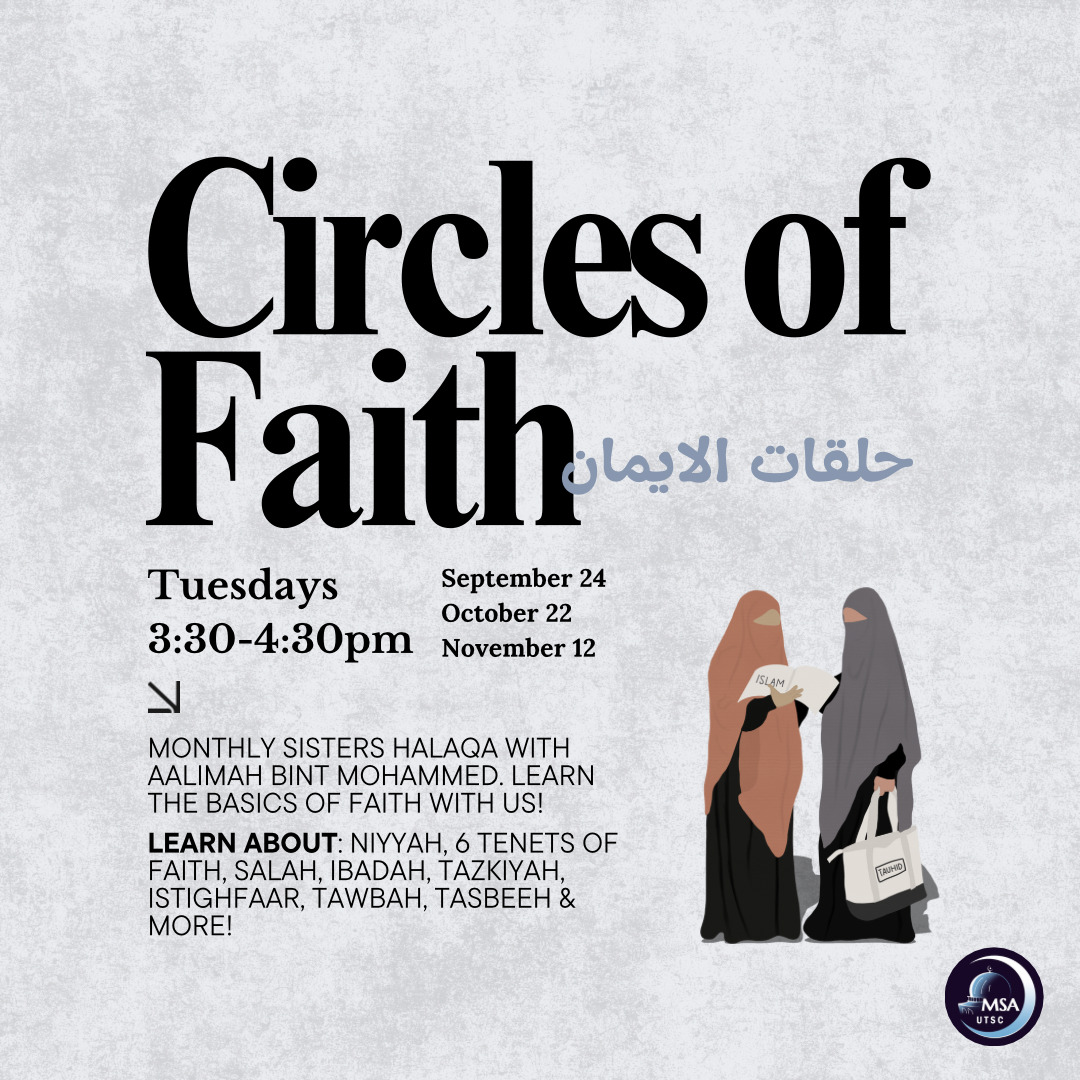 Circles of
Faith
حلقات الايمان
Tuesdays
3:30-4:30pm
September 24
October 22
November 12
MONTHLY SISTERS HALAQA WITH
AALIMAH BINT MOHAMMED. LEARN
THE BASICS OF FAITH WITH US!
LEARN ABOUT: NIYYAH, 6 TENETS OF
FAITH, SALAH, IBADAH, TAZKIYAH,
ISTIGHFAAR, TAWBAH, TASBEEH &
MORE!
ISLAM
TAUHID
MSA
UTSC